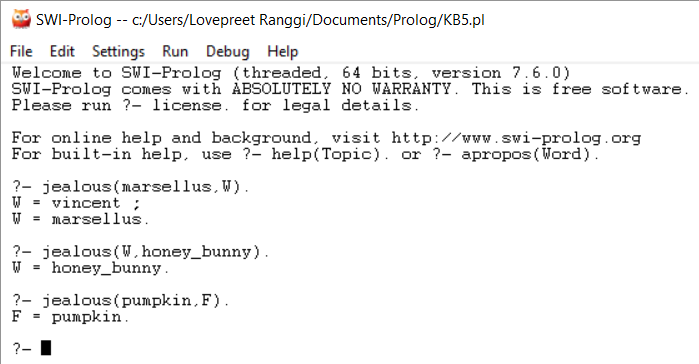 SWI-Prolog -- c:/Users/Lovepreet Ranggi/Documents/Prolog/KB5.pl
File Edit Settings Run Debug Help
Welcome to SWI-Prolog (threaded, 64 bits, version 7.6.0)
SWI-Prolog comes with ABSOLUTELY NO WARRANTY. This is free software.
Please run ?- license. for legal details.
For online help and background, visit http://www.swi-prolog.org
For built-in help, use ?- help(Topic). or ?- apropos(Word).
?- jealous(marsellus,W).
W = vincent ;
W = marsellus.
?- jealous(W,honey_bunny).
W = honey_bunny.
?- jealous(pumpkin,F).
F = pumpkin.
?-